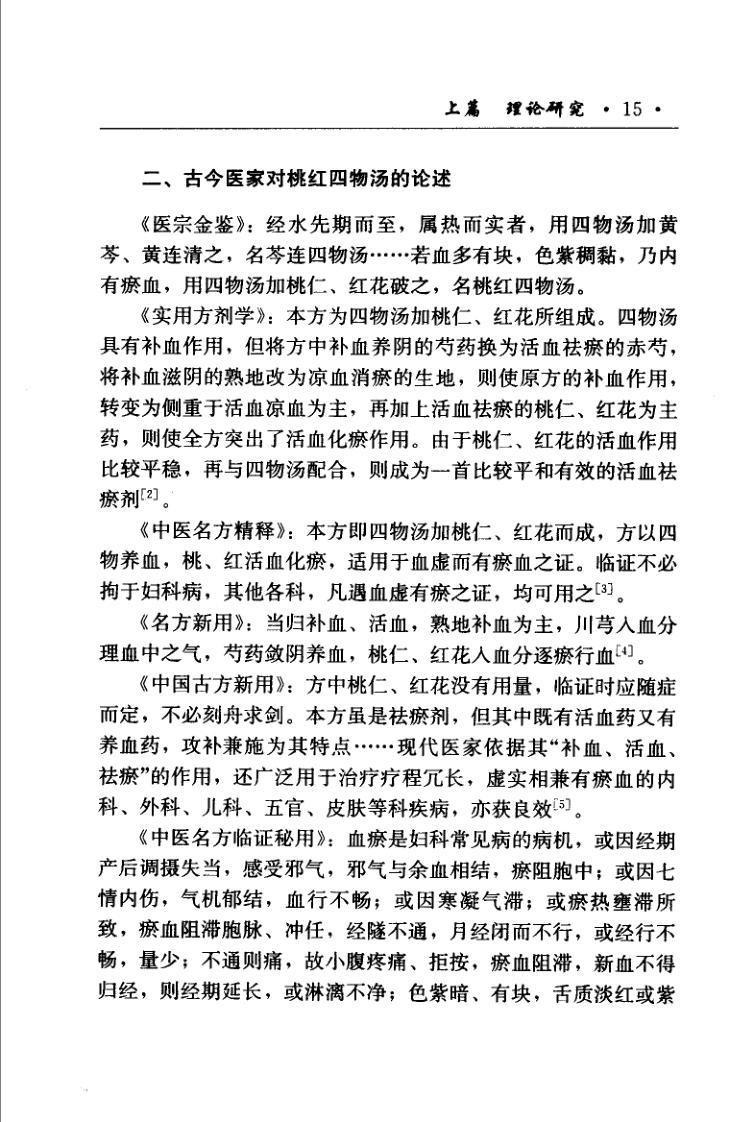 上篇 理论研究 · 15 ·
二、古今医家对桃红四物汤的论述
《医宗金鉴》：经水先期而至，属热而实者，用四物汤加黄
芩、黄连清之，名芩连四物汤……若血多有块，色紫稠黏，乃内
有瘀血，用四物汤加桃仁、红花破之，名桃红四物汤。
《实用方剂学》：本方为四物汤加桃仁、红花所组成。四物汤
具有补血作用，但将方中补血养阴的芍药换为活血祛瘀的赤芍，
将补血滋阴的熟地改为凉血消瘀的生地，则使原方的补血作用，
转变为侧重于活血凉血为主，再加上活血祛瘀的桃仁、红花为主
药，则使全方突出了活血化瘀作用。由于桃仁、红花的活血作用
比较平稳，再与四物汤配合，则成为一首比较平和有效的活血祛
瘀剂[2]。
《中医名方精释》：本方即四物汤加桃仁、红花而成，方以四
物养血，桃、红活血化瘀，适用于血虚而有瘀血之证。临证不必
拘于妇科病，其他各科，凡遇血虚有瘀之证，均可用之[3]。
《名方新用》：当归补血、活血，熟地补血为主，川芎入血分
理血中之气，芍药敛阴养血，桃仁、红花入血分逐瘀行血[4]。
《中国古方新用》：方中桃仁、红花没有用量，临证时应随症
而定，不必刻舟求剑。本方虽是祛瘀剂，但其中既有活血药又有
养血药，攻补兼施为其特点……现代医家依据其“补血、活血、
祛瘀”的作用，还广泛用于治疗疗程冗长，虚实相兼有瘀血的内
科、外科、儿科、五官、皮肤等科疾病，亦获良效[5]。
《中医名方临证秘用》：血瘀是妇科常见病的病机，或因经期
产后调摄失当，感受邪气，邪气与余血相结，瘀阻胞中；或因七
情内伤，气机郁结，血行不畅；或因寒凝气滞；或瘀热壅滞所
致，瘀血阻滞胞脉、冲任，经隧不通，月经闭而不行，或经行不
畅，量少；不通则痛，故小腹疼痛、拒按，瘀血阻滞，新血不得
归经，则经期延长，或淋漓不净；色紫暗、有块，舌质淡红或紫